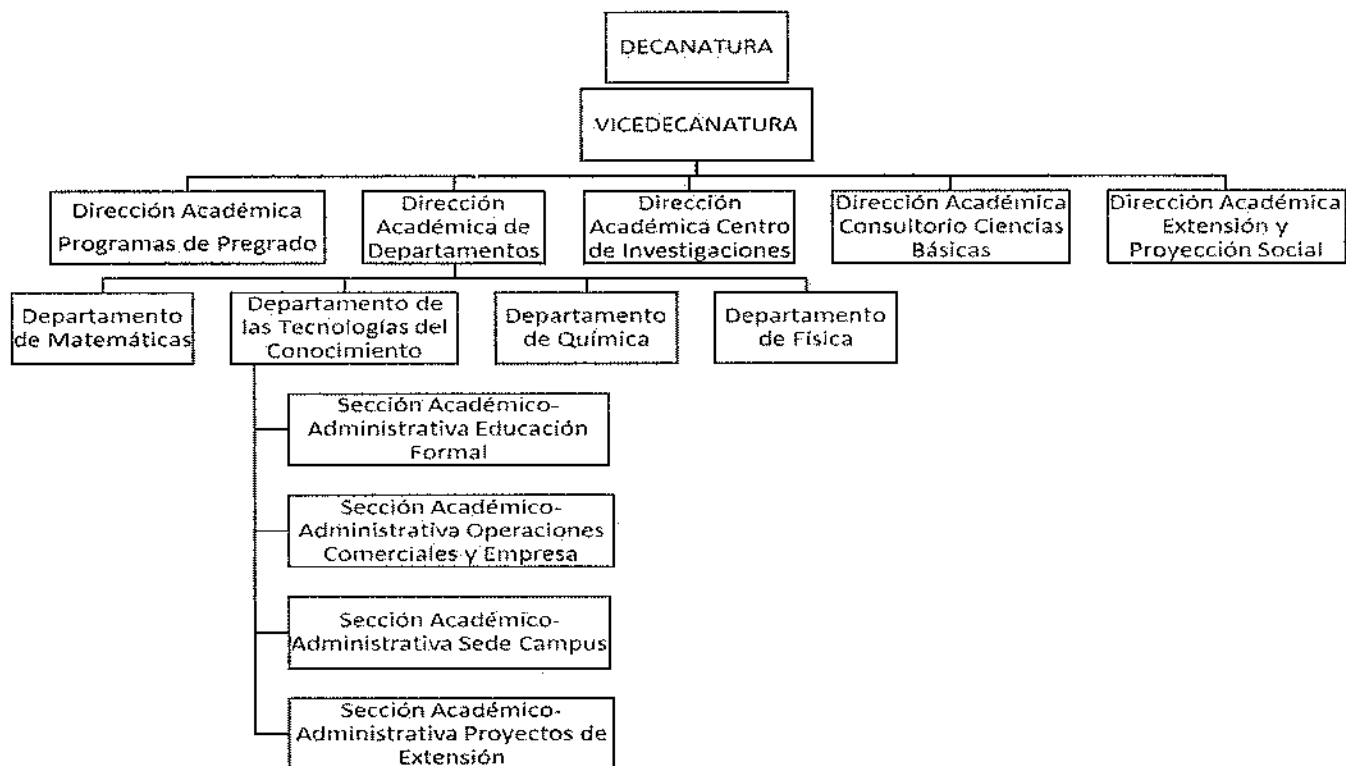 DECANATURA
VICEDECANATURA
Dirección Académica
Programas de Pregrado
Dirección
Académica de
Departamentos
Dirección
Académica Centro
de Investigaciones
Dirección Académica
Consultorio Ciencias
Básicas
Dirección Académica
Extensión y
Proyección Social
Departamento
de Matemáticas
Departamento de
las Tecnologías del
Conocimiento
Departamento
de Química
Departamento
de Física
Sección Académico-
Administrativa Educación
Formal
Sección Académico-
Administrativa Operaciones
Comerciales y Empresa
Sección Académico-
Administrativa Sede Campus
Sección Académico-
Administrativa Proyectos de
Extensión